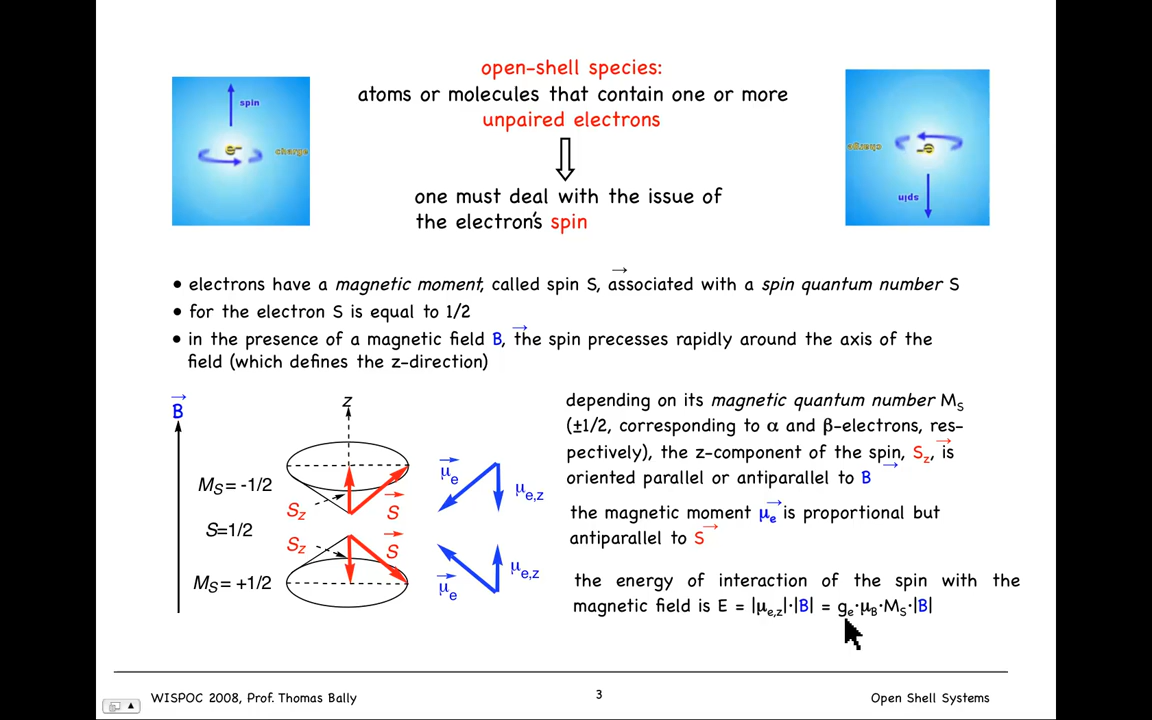 open-shell species:
atoms or molecules that contain one or more
unpaired electrons
spin
e-
charge
charge
e-
spin
one must deal with the issue of
the electron's spin
• electrons have a magnetic moment, called spin S, associated with a spin quantum number S
• for the electron S is equal to 1/2
• in the presence of a magnetic field B, the spin precesses rapidly around the axis of the
field (which defines the z-direction)
B
z
MS = -1/2
S=1/2
MS = +1/2
Sz
S
Sz
S
μe
μe,z
μe
μe,z
depending on its magnetic quantum number MS
(±1/2, corresponding to α and β-electrons, res-
pectively), the z-component of the spin, Sz, is
oriented parallel or antiparallel to B
the magnetic moment μe is proportional but
antiparallel to S
the energy of interaction of the spin with the
magnetic field is E = |μe,z|·|B| = ge·μB·MS·|B|
WISPOC 2008, Prof. Thomas Bally
3
Open Shell Systems